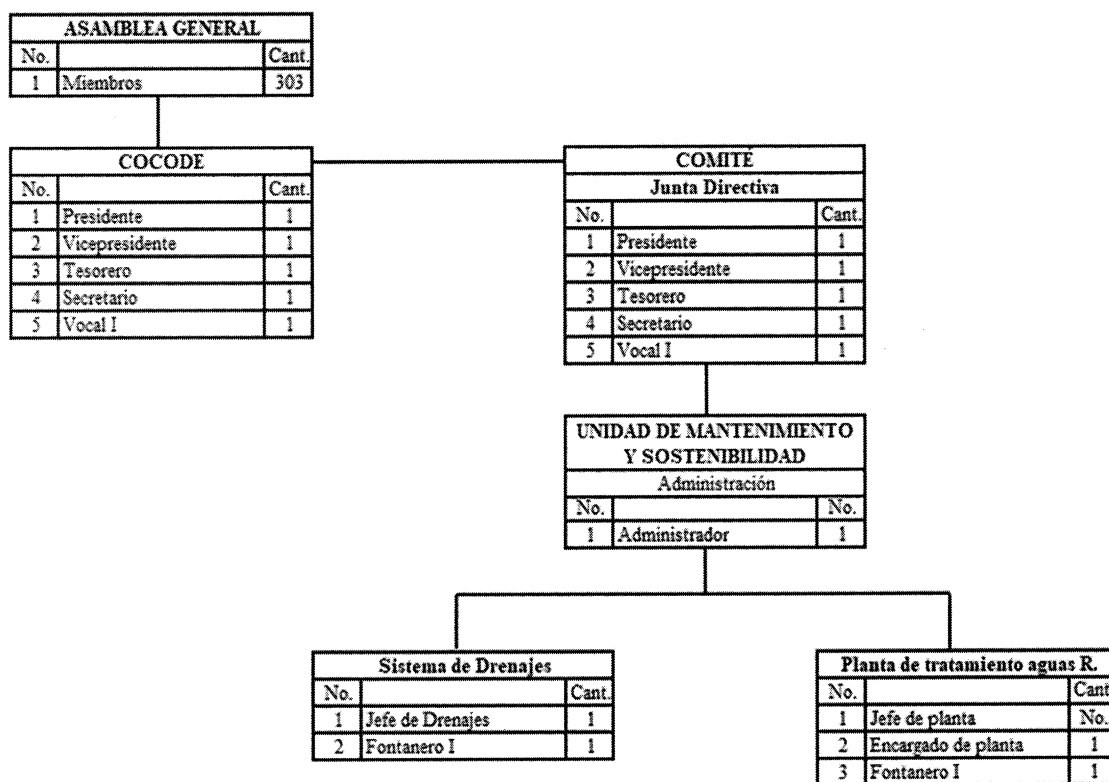 ASAMBLEA GENERAL
No. Cant.
1 Miembros 303
COCODE
No. Cant.
1 Presidente 1
2 Vicepresidente 1
3 Tesorero 1
4 Secretario 1
5 Vocal I 1
COMITÉ
Junta Directiva
No. Cant.
1 Presidente 1
2 Vicepresidente 1
3 Tesorero 1
4 Secretario 1
5 Vocal I 1
UNIDAD DE MANTENIMIENTO
Y SOSTENIBILIDAD
Administración
No. No.
1 Administrador 1
Sistema de Drenajes
No. Cant.
1 Jefe de Drenajes 1
2 Fontanero I 1
Planta de tratamiento aguas R.
No. Cant
1 Jefe de planta No.
2 Encargado de planta 1
3 Fontanero I 1